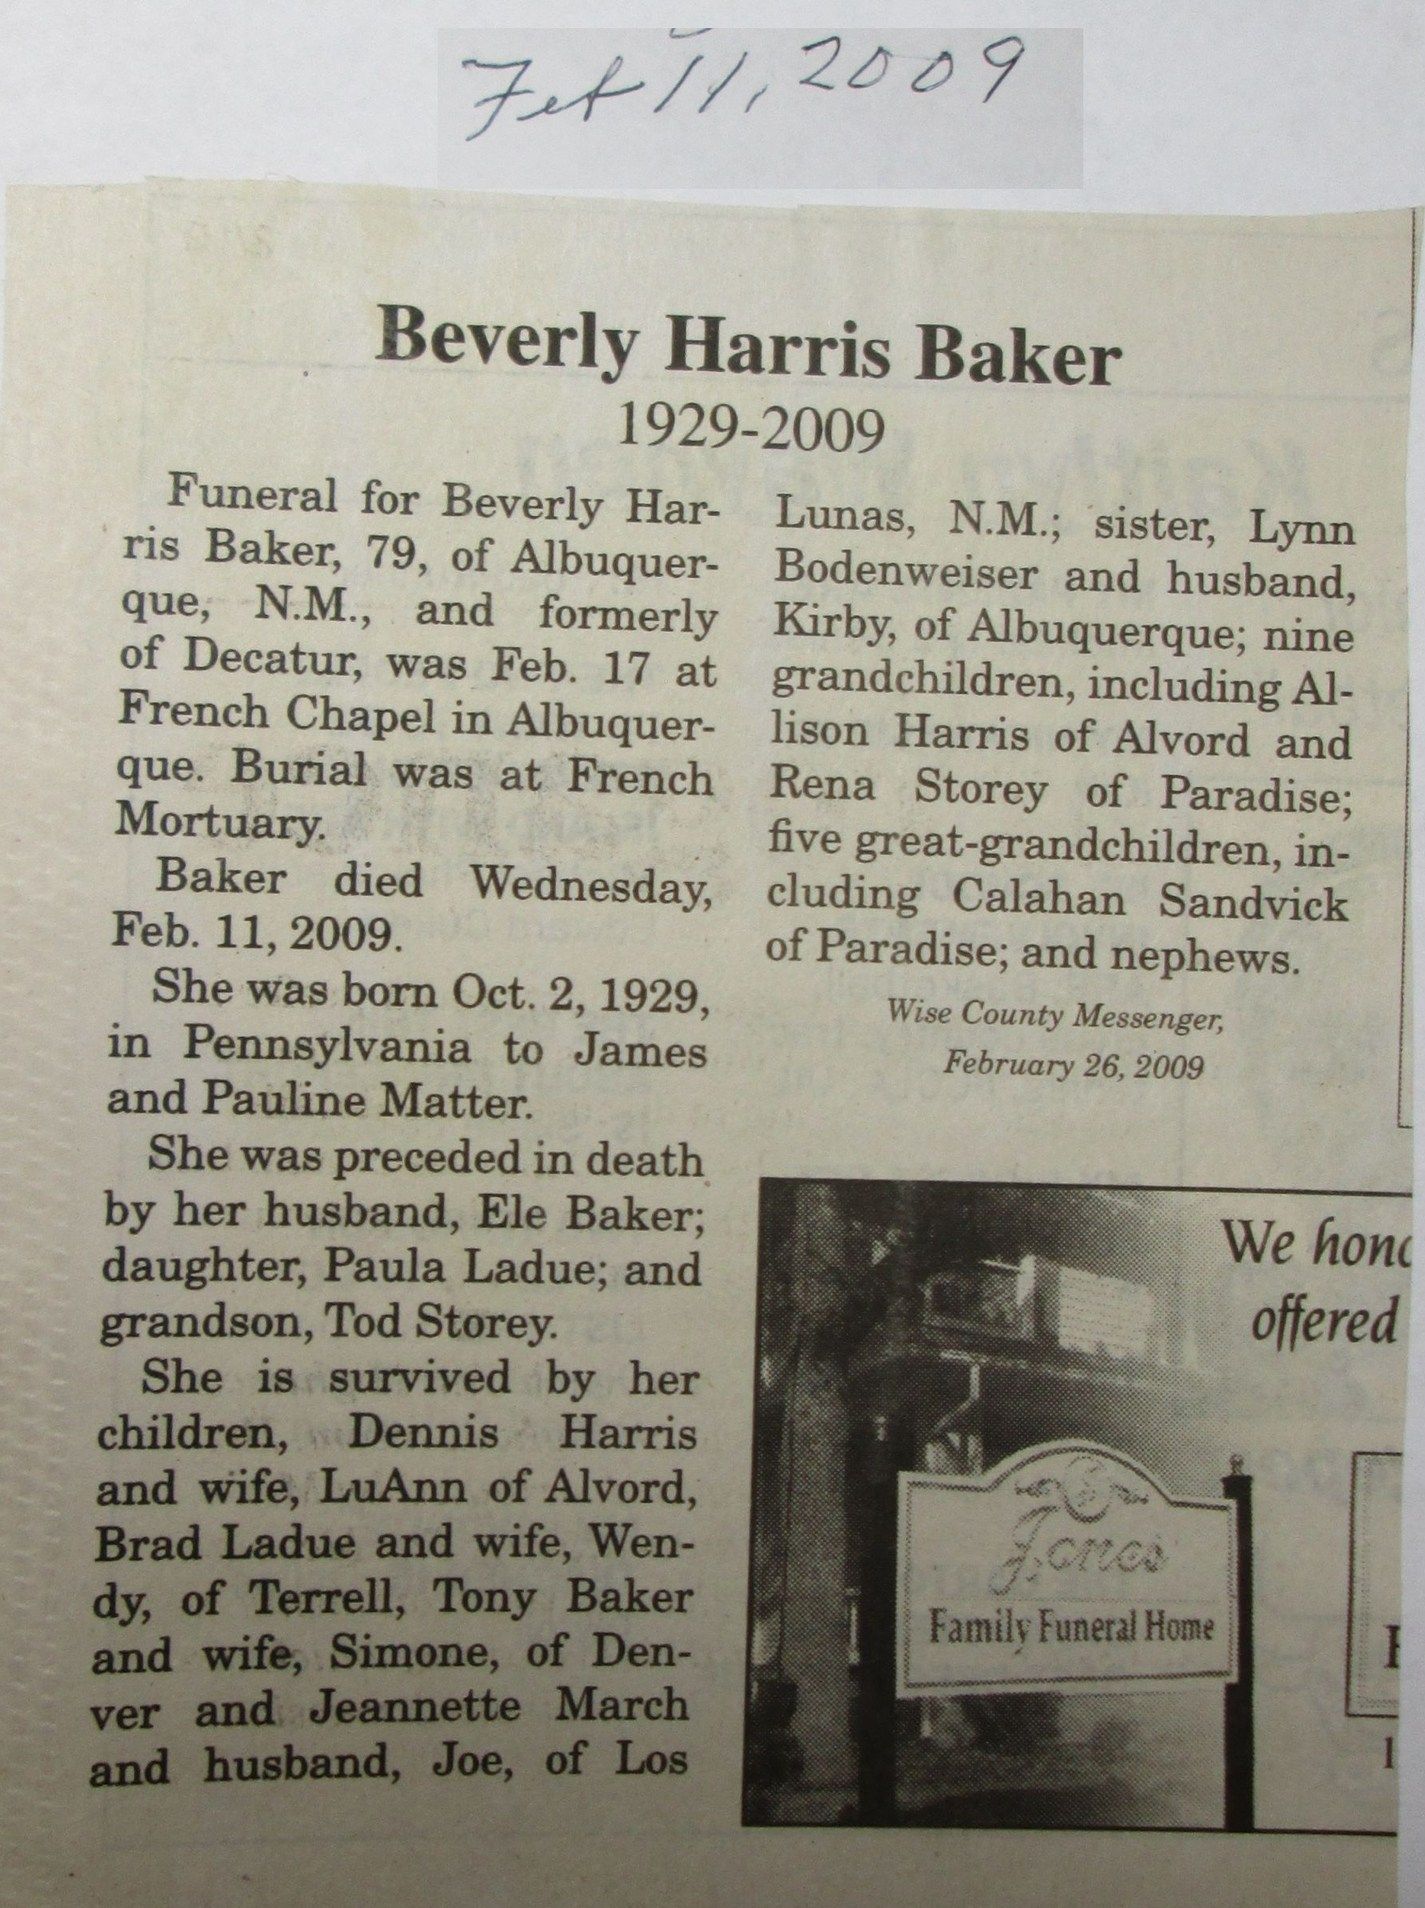 Feb 11, 2009
Beverly Harris Baker
1929-2009
Funeral for Beverly Har-
ris Baker, 79, of Albuquer-
que, N.M., and formerly
of Decatur, was Feb. 17 at
French Chapel in Albuquer-
que. Burial was at French
Mortuary.
Baker died Wednesday,
Feb. 11, 2009.
She was born Oct. 2, 1929,
in Pennsylvania to James
and Pauline Matter.
She was preceded in death
by her husband, Ele Baker;
daughter, Paula Ladue; and
grandson, Tod Storey.
She is survived by her
children, Dennis Harris
and wife, LuAnn of Alvord,
Brad Ladue and wife, Wen-
dy, of Terrell, Tony Baker
and wife, Simone, of Den-
ver and Jeannette March
and husband, Joe, of Los
Lunas, N.M.; sister, Lynn
Bodenweiser and husband,
Kirby, of Albuquerque; nine
grandchildren, including Al-
lison Harris of Alvord and
Rena Storey of Paradise;
five great-grandchildren, in-
cluding Calahan Sandvick
of Paradise; and nephews.
Wise County Messenger,
February 26, 2009
We hono
offered
Jones
Family Funeral Home